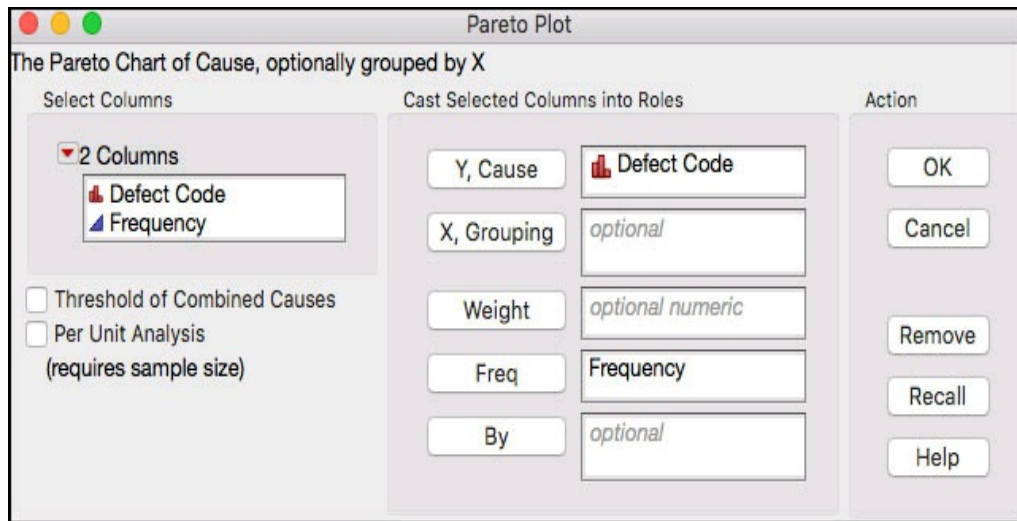 Pareto Plot
The Pareto Chart of Cause, optionally grouped by X
Select Columns
2 Columns
Defect Code
Frequency
Threshold of Combined Causes
Per Unit Analysis
(requires sample size)
Cast Selected Columns into Roles
Y, Cause
Defect Code
X, Grouping
optional
Weight
optional numeric
Freq
Frequency
By
optional
Action
OK
Cancel
Remove
Recall
Help